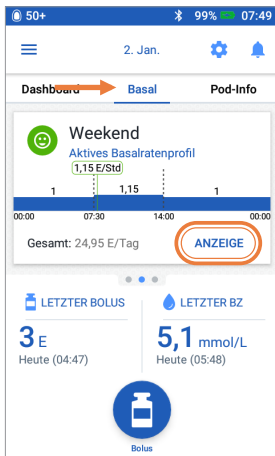 50+ 99% 07:49
2. Jan.
Dashboard Basal Pod-Info
Weekend
Aktives Basalratenprofil
1,15 E/Std
1 1,15 1
00:00 07:30 14:00 00:00
Gesamt: 24,95 E/Tag ANZEIGE
LETZTER BOLUS LETZTER BZ
3 E 5,1 mmol/L
Heute (04:47) Heute (05:48)
Bolus